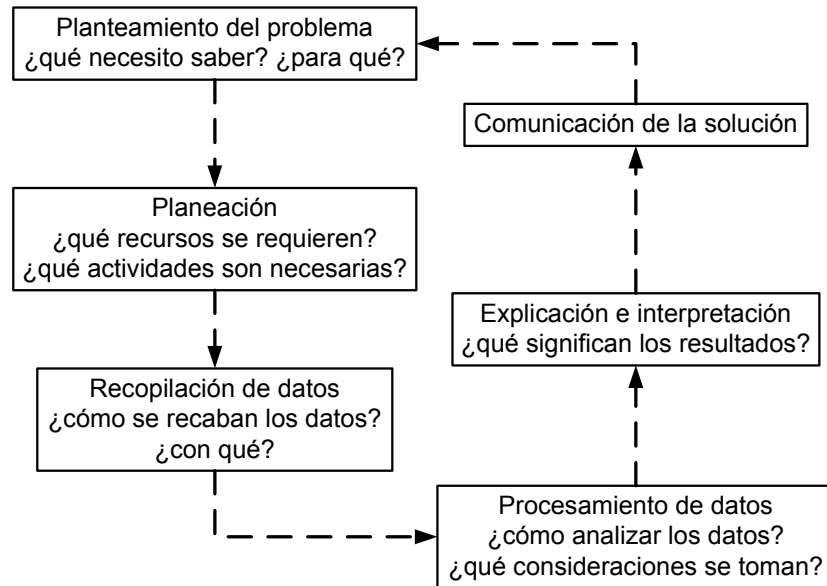 Planteamiento del problema
¿qué necesito saber? ¿para qué?
Planeación
¿qué recursos se requieren?
¿qué actividades son necesarias?
Recopilación de datos
¿cómo se recaban los datos?
¿con qué?
Procesamiento de datos
¿cómo analizar los datos?
¿qué consideraciones se toman?
Explicación e interpretación
¿qué significan los resultados?
Comunicación de la solución